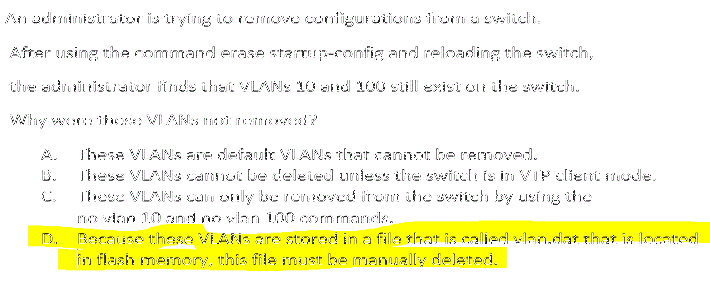 An administrator is trying to remove configurations from a switch.
After using the command erase startup-config and reloading the switch,
the administrator finds that VLANs 10 and 100 still exist on the switch.
Why were these VLANs not removed?
A. These VLANs are default VLANs that cannot be removed.
B. These VLANs cannot be deleted unless the switch is in VTP client mode.
C. These VLANs can only be removed from the switch by using the
no vlan 10 and no vlan 100 commands.
D. Because these VLANs are stored in a file that is called vlan.dat that is located
in flash memory, this file must be manually deleted.